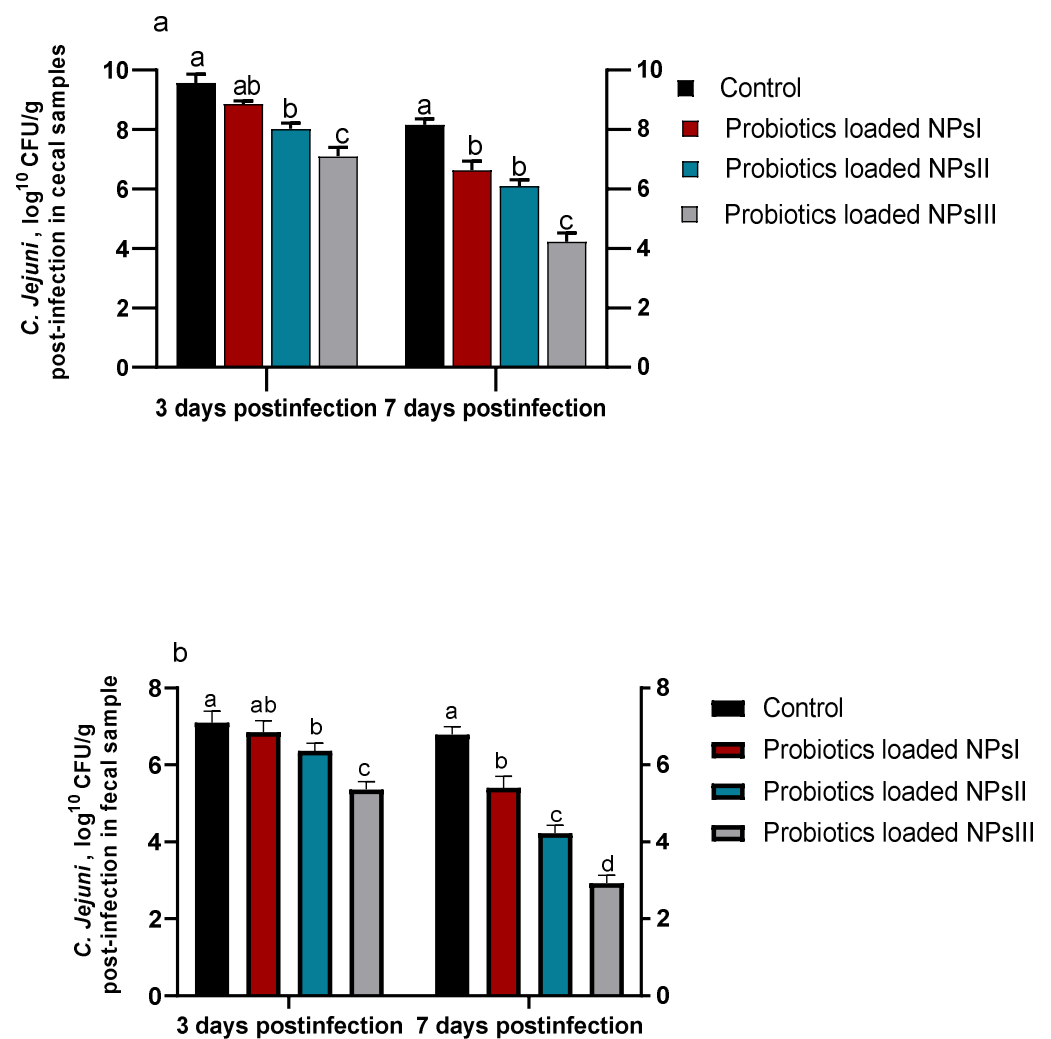 a
C. Jejuni , log10 CFU/g
post-infection in cecal samples
10
8
6
4
2
0
a
ab
b
c
a
b
b
c
10
8
6
4
2
0
3 days postinfection 7 days postinfection
Control
Probiotics loaded NPsI
Probiotics loaded NPsII
Probiotics loaded NPsIII
b
C. Jejuni , log10 CFU/g
post-infection in fecal sample
8
6
4
2
0
a
ab
b
c
a
b
c
d
8
6
4
2
0
3 days postinfection 7 days postinfection
Control
Probiotics loaded NPsI
Probiotics loaded NPsII
Probiotics loaded NPsIII